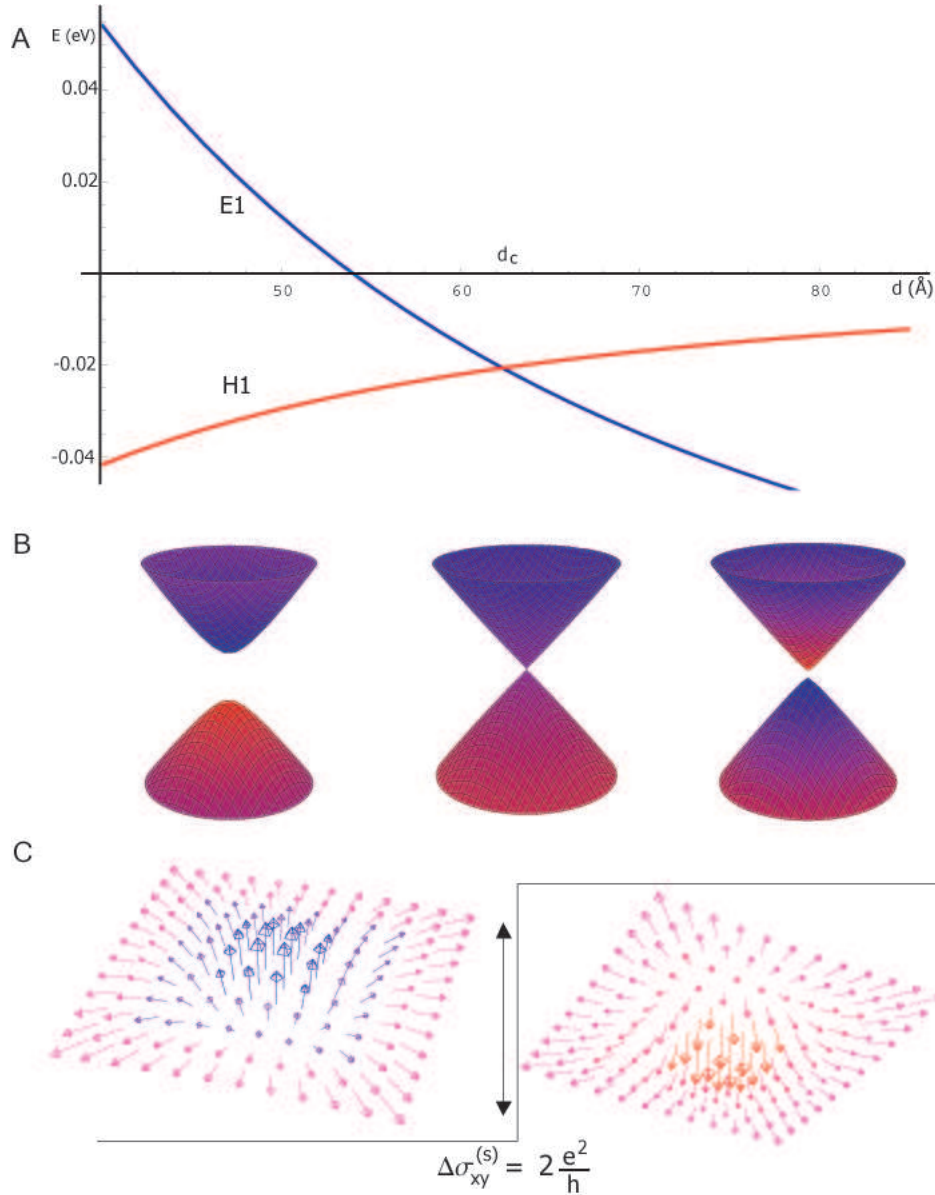 A
E (eV)
0.04
0.02
E1
d_c
50
60
70
80
d (Å)
-0.02
H1
-0.04
B
C
Δσ_xy^(s) = 2 e²/h